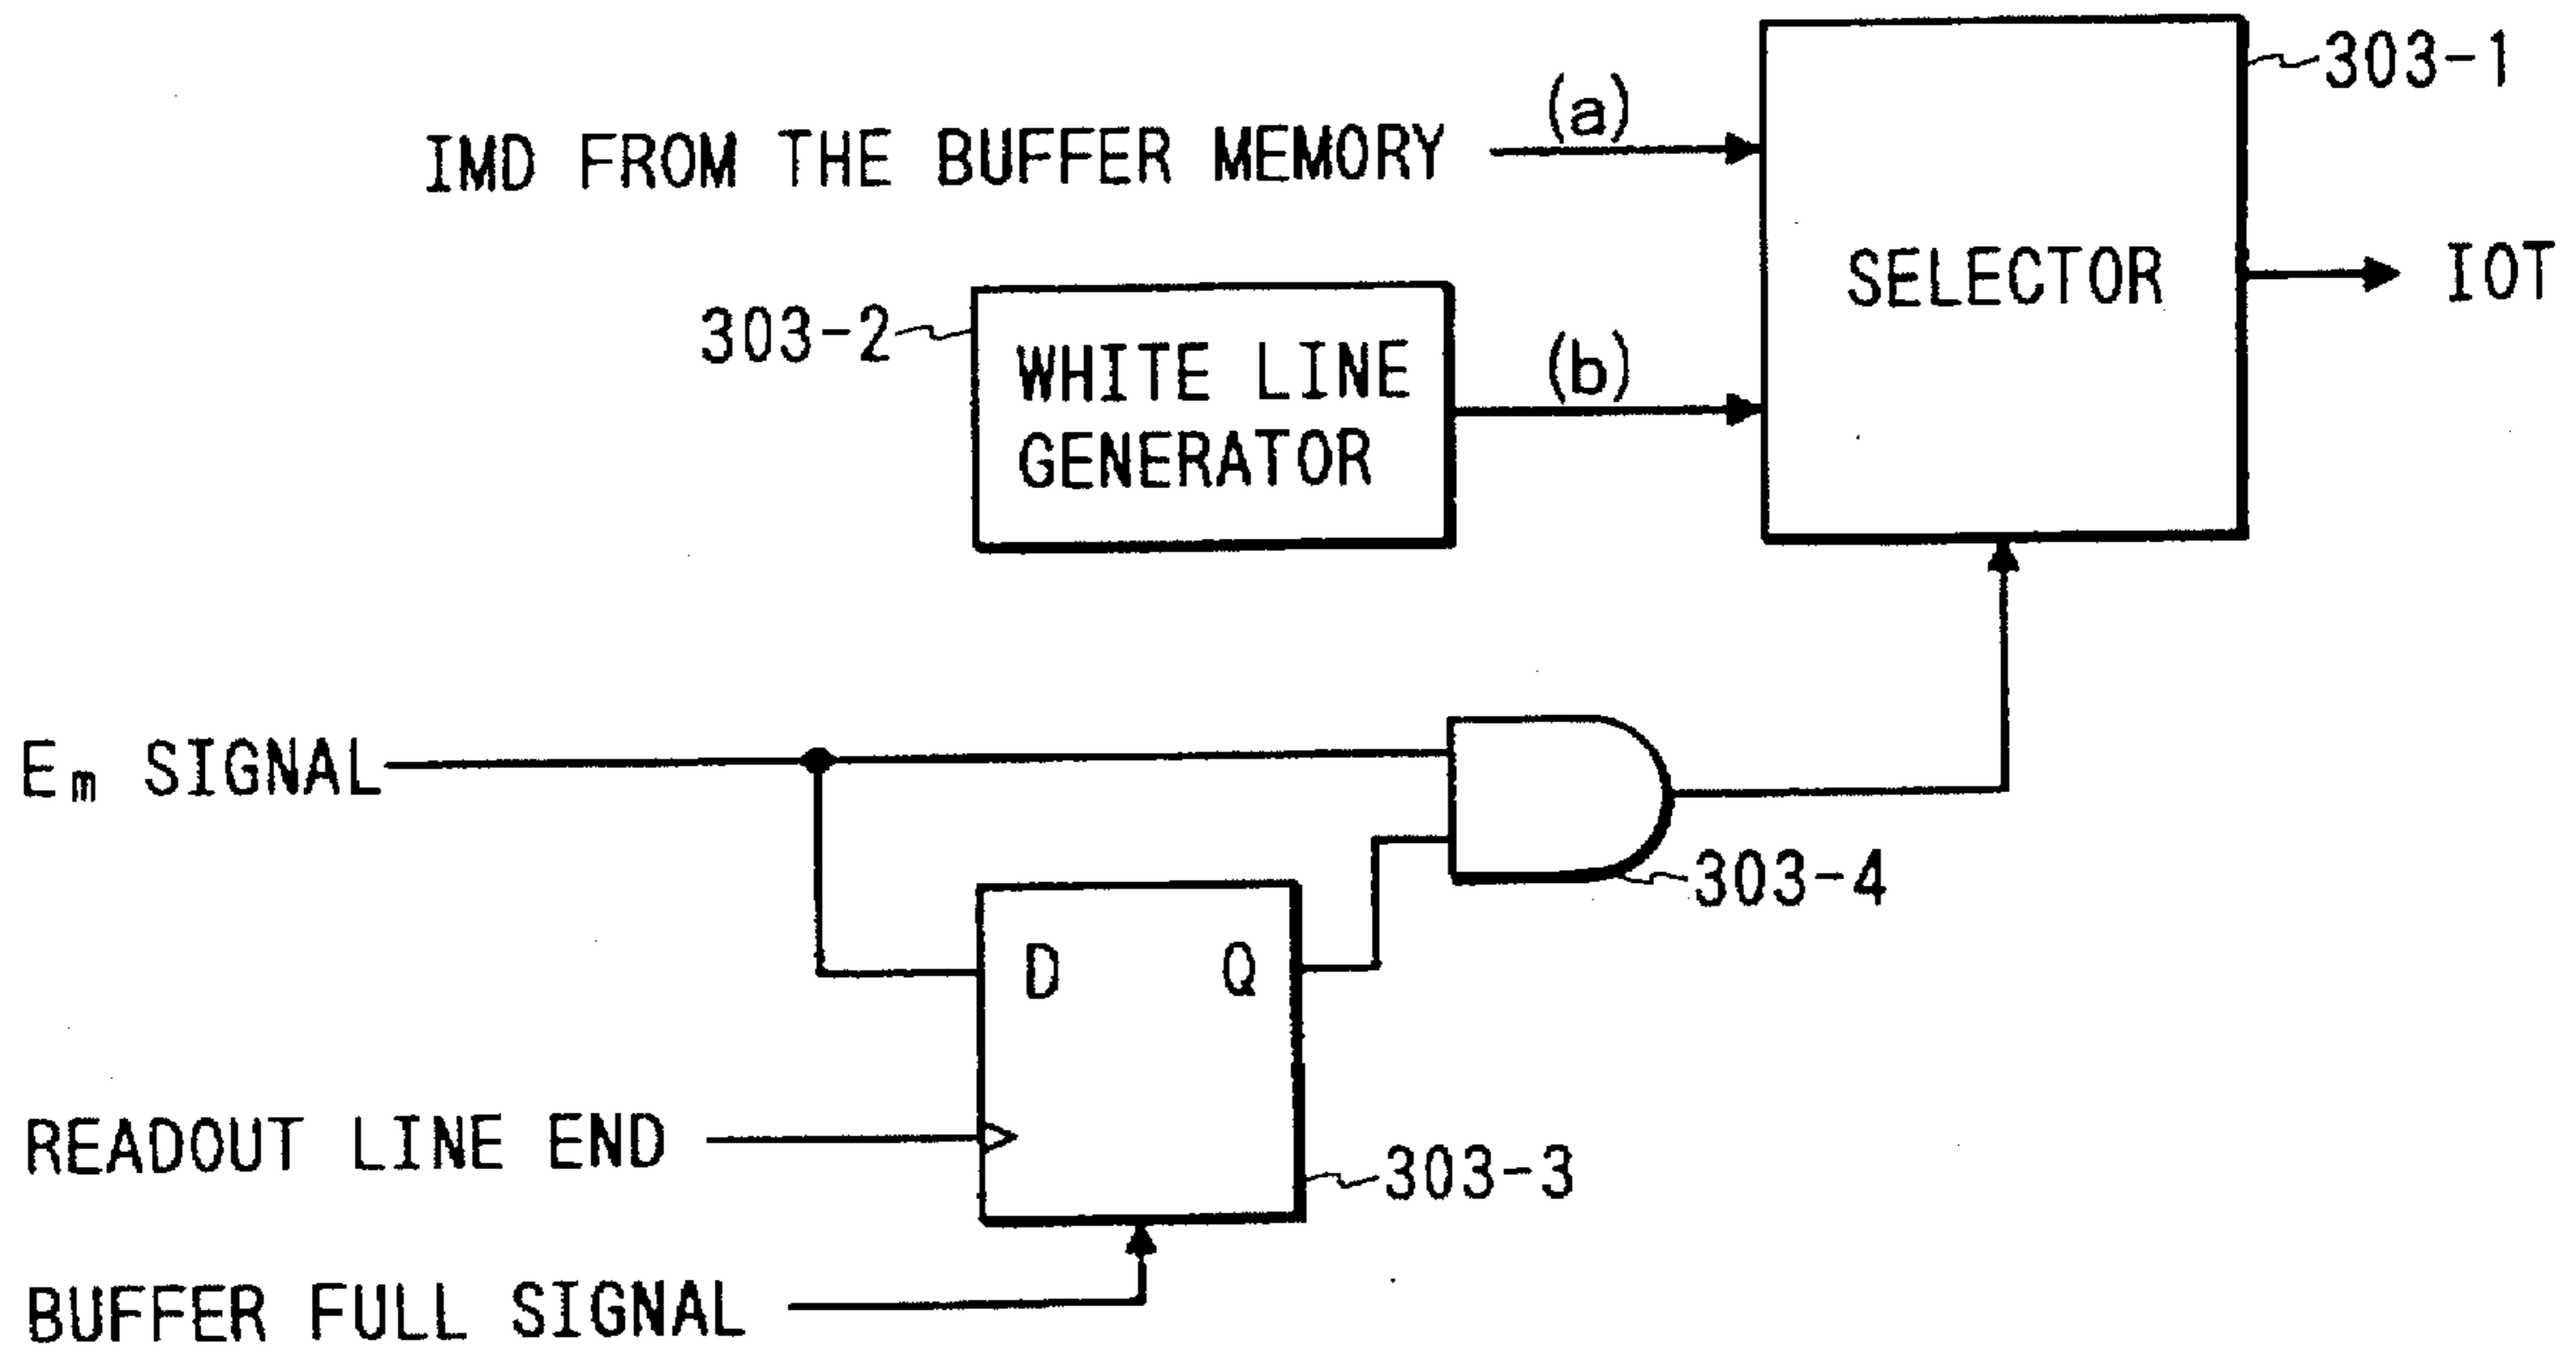 303-1
IMD FROM THE BUFFER MEMORY
(a)
SELECTOR
IOT
303-2
WHITE LINE
GENERATOR
(b)
Em SIGNAL
303-4
D Q
READOUT LINE END
303-3
BUFFER FULL SIGNAL